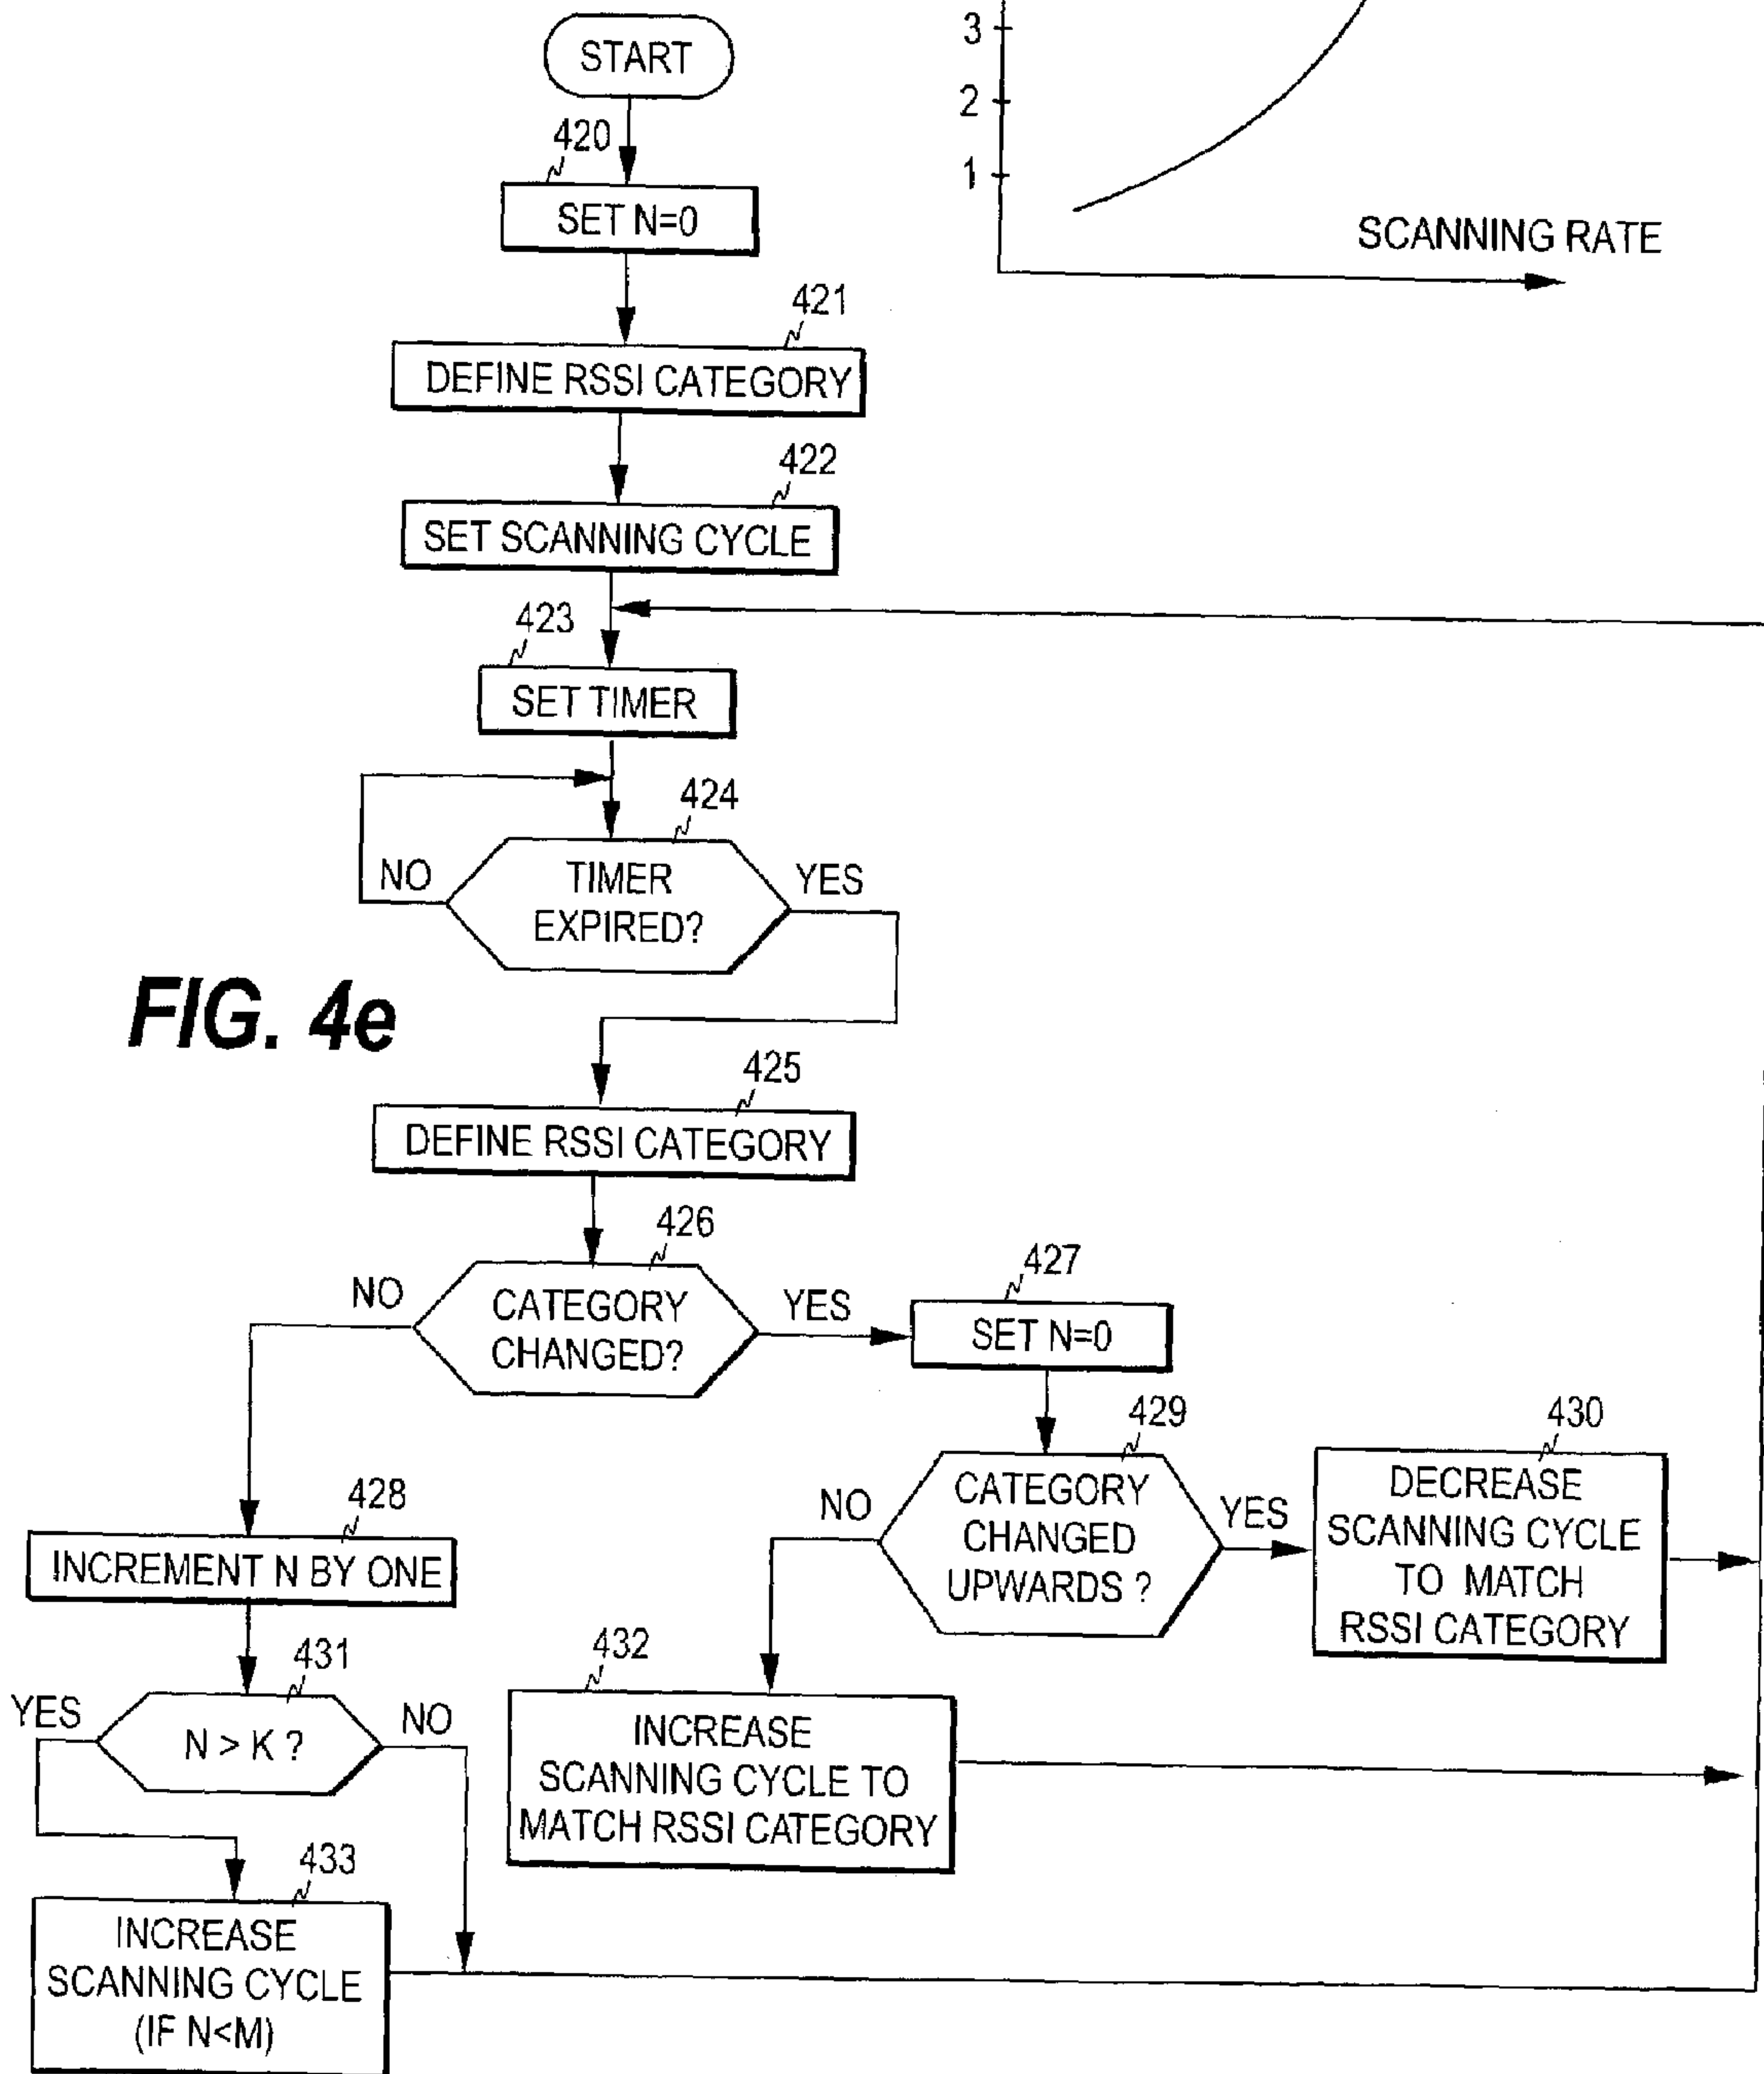 3
2
1
SCANNING RATE
START
420
SET N=0
421
DEFINE RSSI CATEGORY
422
SET SCANNING CYCLE
423
SET TIMER
424
NO
TIMER
EXPIRED?
YES
FIG. 4e
425
DEFINE RSSI CATEGORY
426
NO
CATEGORY
CHANGED?
YES
427
SET N=0
428
INCREMENT N BY ONE
429
NO
CATEGORY
CHANGED
UPWARDS ?
YES
430
DECREASE
SCANNING CYCLE
TO MATCH
RSSI CATEGORY
431
YES
N > K ?
NO
432
INCREASE
SCANNING CYCLE TO
MATCH RSSI CATEGORY
433
INCREASE
SCANNING CYCLE
(IF N<M)